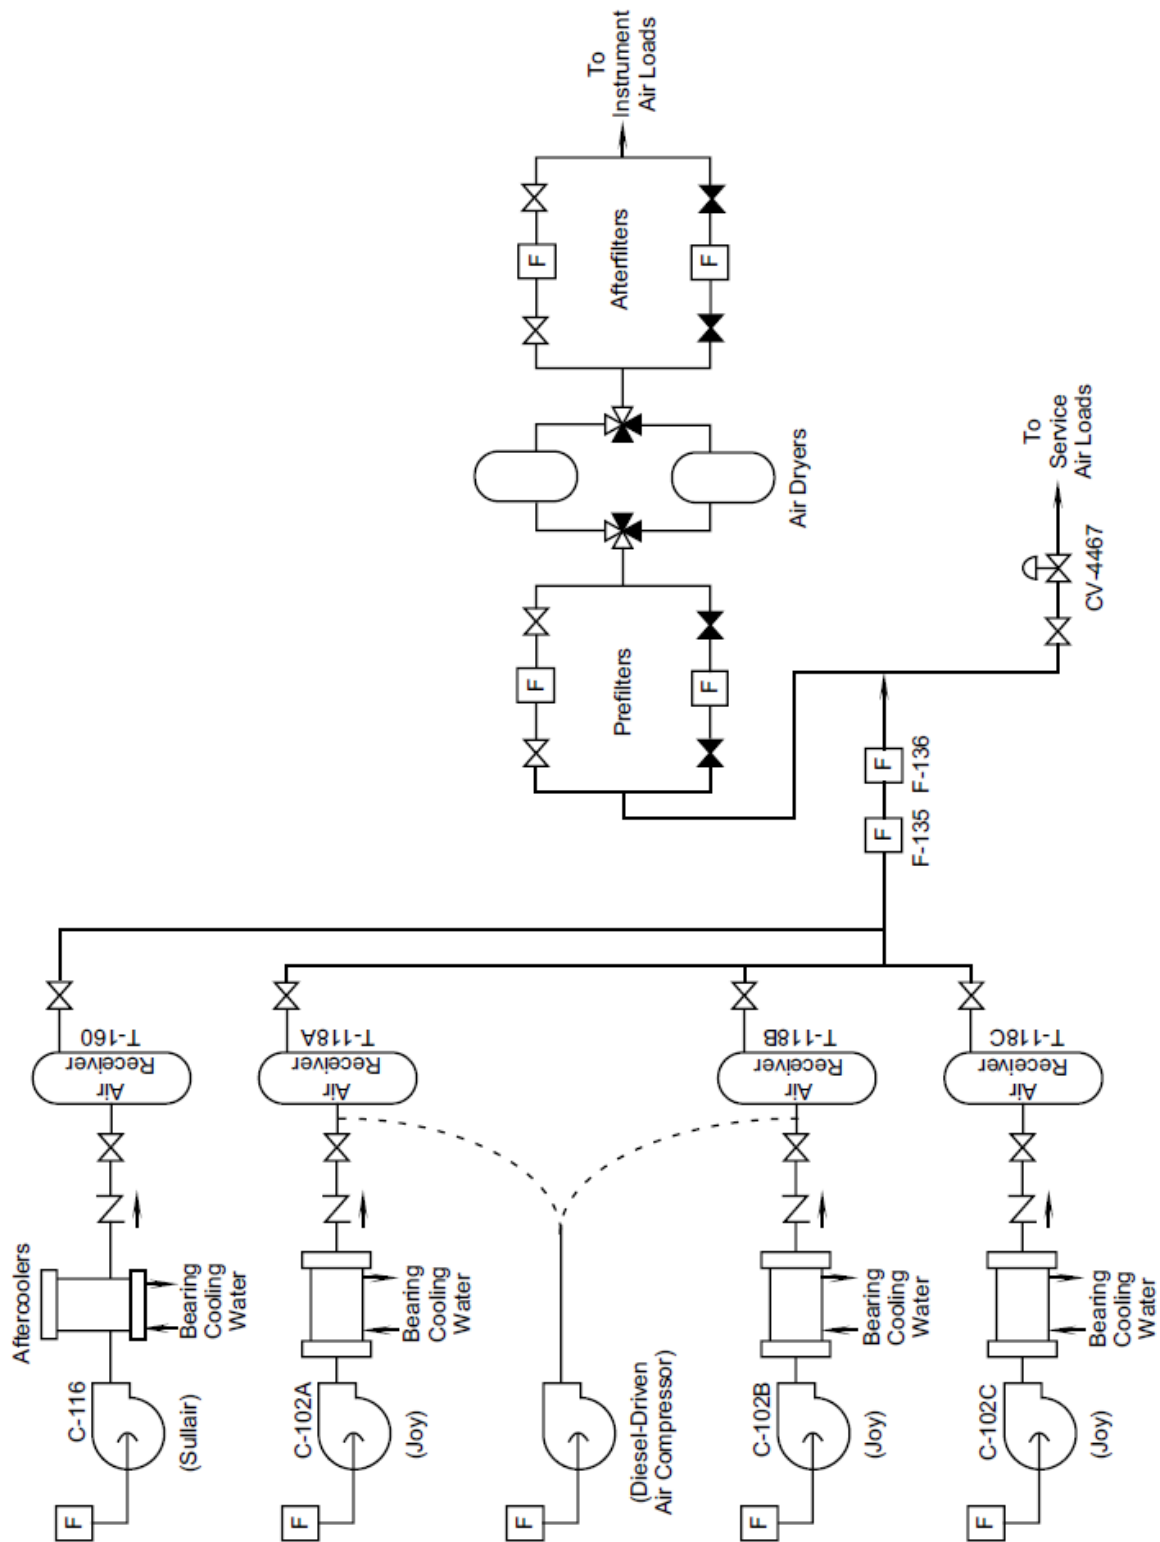 Aftercoolers
F
C-116
(Sullair)
Bearing
Cooling
Water
Air
Receiver
T-160
F
C-102A
(Joy)
Bearing
Cooling
Water
Air
Receiver
T-118A
F
(Diesel-Driven
Air Compressor)
F
C-102B
(Joy)
Bearing
Cooling
Water
Air
Receiver
T-118B
F
C-102C
(Joy)
Bearing
Cooling
Water
Air
Receiver
T-118C
F
F-135
F
F-136
F
Prefilters
F
Air Dryers
F
Afterfilters
F
To
Instrument
Air Loads
CV-4467
To
Service
Air Loads